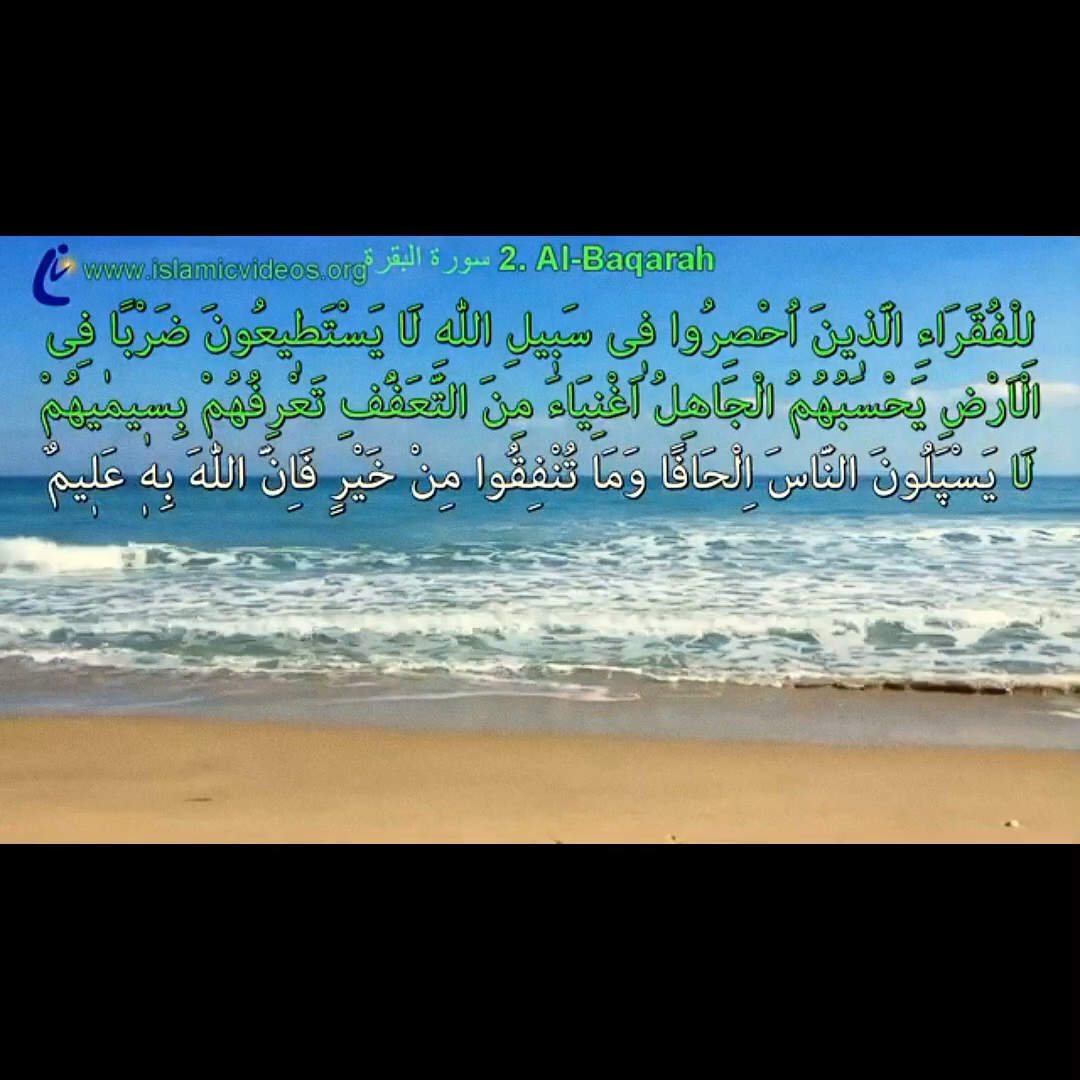 www.islamicvideos.org سورة البقرة 2. Al-Baqarah
لِلْفُقَرَاءِ الَّذِينَ اُحْصِرُوا فِى سَبِيلِ اللّٰهِ لَا يَسْتَطِيعُونَ ضَرْبًا فِى
الْاَرْضِ يَحْسَبُهُمُ الْجَاهِلُ اَغْنِيَاءَ مِنَ التَّعَفُّفِ تَعْرِفُهُمْ بِسِيمٰيهُمْ
لَا يَسْـَٔلُونَ النَّاسَ اِلْحَافًا وَمَا تُنْفِقُوا مِنْ خَيْرٍ فَاِنَّ اللّٰهَ بِهٖ عَلِيمٌ